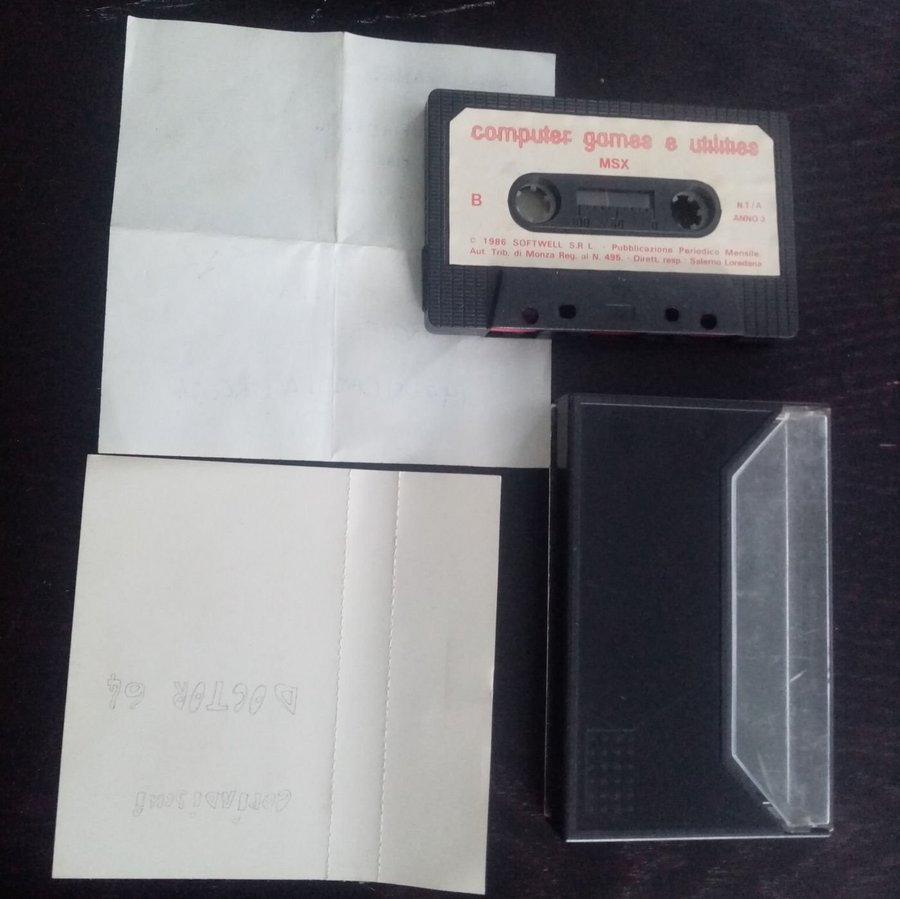 computer games e utilities
MSX
B
N.1/A
ANNO 3
© 1986 SOFTWELL S.R.L. - Pubblicazione Periodico Mensile.
Aut. Trib. di Monza Reg. al N. 495. - Dirett. resp.: Salerno Loredana
DOCTOR 64